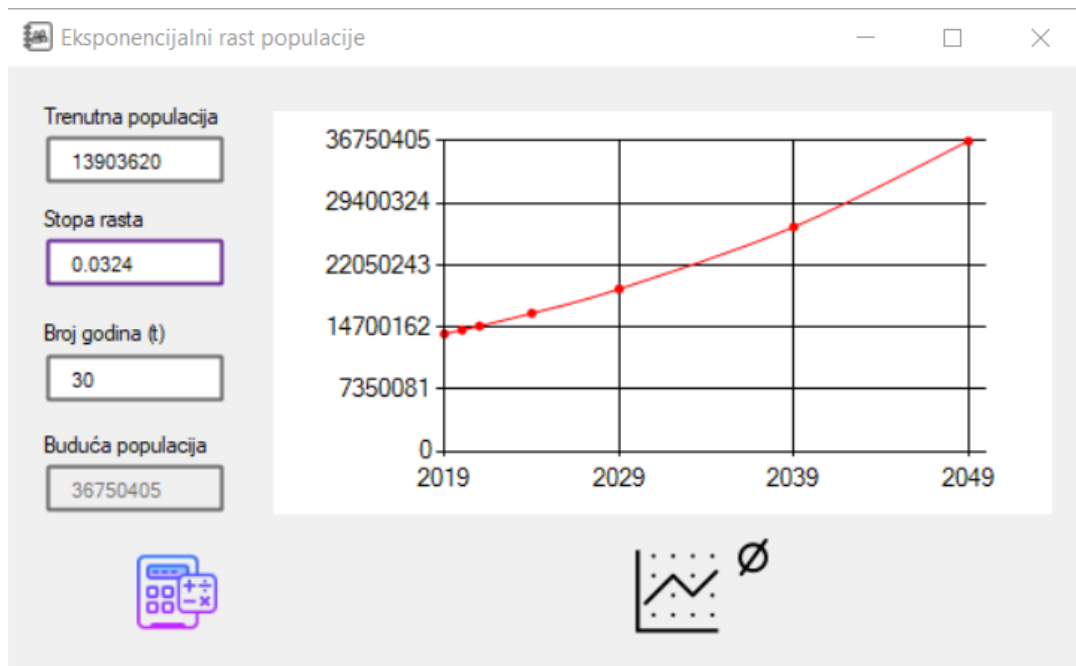 Eksponencijalni rast populacije
Trenutna populacija
13903620
Stopa rasta
0.0324
Broj godina (t)
30
Buduća populacija
36750405
36750405
29400324
22050243
14700162
7350081
0
2019 2029 2039 2049